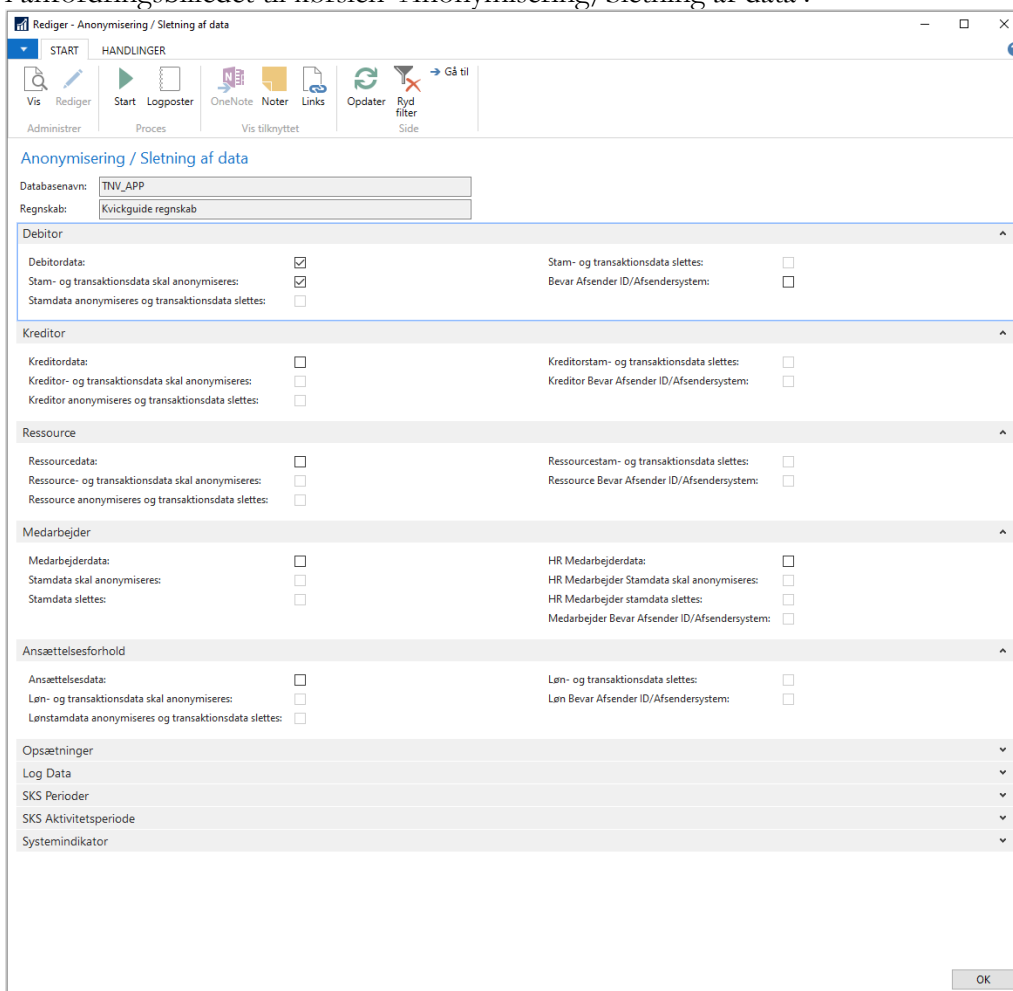 Anfordringsbilledet til kørslen 'Anonymisering/Sletning af data'.
Rediger - Anonymisering / Sletning af data
START HANDLINGER
Vis Rediger Start Logposter OneNote Noter Links Opdater Ryd filter → Gå til
Administrer Proces Vis tilknyttet Side
Anonymisering / Sletning af data
Databasenavn: TNV_APP
Regnskab: Kvickguide regnskab
Debitor
Debitordata: Stam- og transaktionsdata slettes:
Stam- og transaktionsdata skal anonymiseres: Bevar Afsender ID/Afsendersystem:
Stamdata anonymiseres og transaktionsdata slettes:
Kreditor
Kreditordata: Kreditorstam- og transaktionsdata slettes:
Kreditor- og transaktionsdata skal anonymiseres: Kreditor Bevar Afsender ID/Afsendersystem:
Kreditor anonymiseres og transaktionsdata slettes:
Ressource
Ressourcedata: Ressourcestam- og transaktionsdata slettes:
Ressource- og transaktionsdata skal anonymiseres: Ressource Bevar Afsender ID/Afsendersystem:
Ressource anonymiseres og transaktionsdata slettes:
Medarbejder
Medarbejderdata: HR Medarbejderdata:
Stamdata skal anonymiseres: HR Medarbejder Stamdata skal anonymiseres:
Stamdata slettes: HR Medarbejder stamdata slettes:
Medarbejder Bevar Afsender ID/Afsendersystem:
Ansættelsesforhold
Ansættelsesdata: Løn- og transaktionsdata slettes:
Løn- og transaktionsdata skal anonymiseres: Løn Bevar Afsender ID/Afsendersystem:
Lønstamdata anonymiseres og transaktionsdata slettes:
Opsætninger
Log Data
SKS Perioder
SKS Aktivitetsperiode
Systemindikator
OK